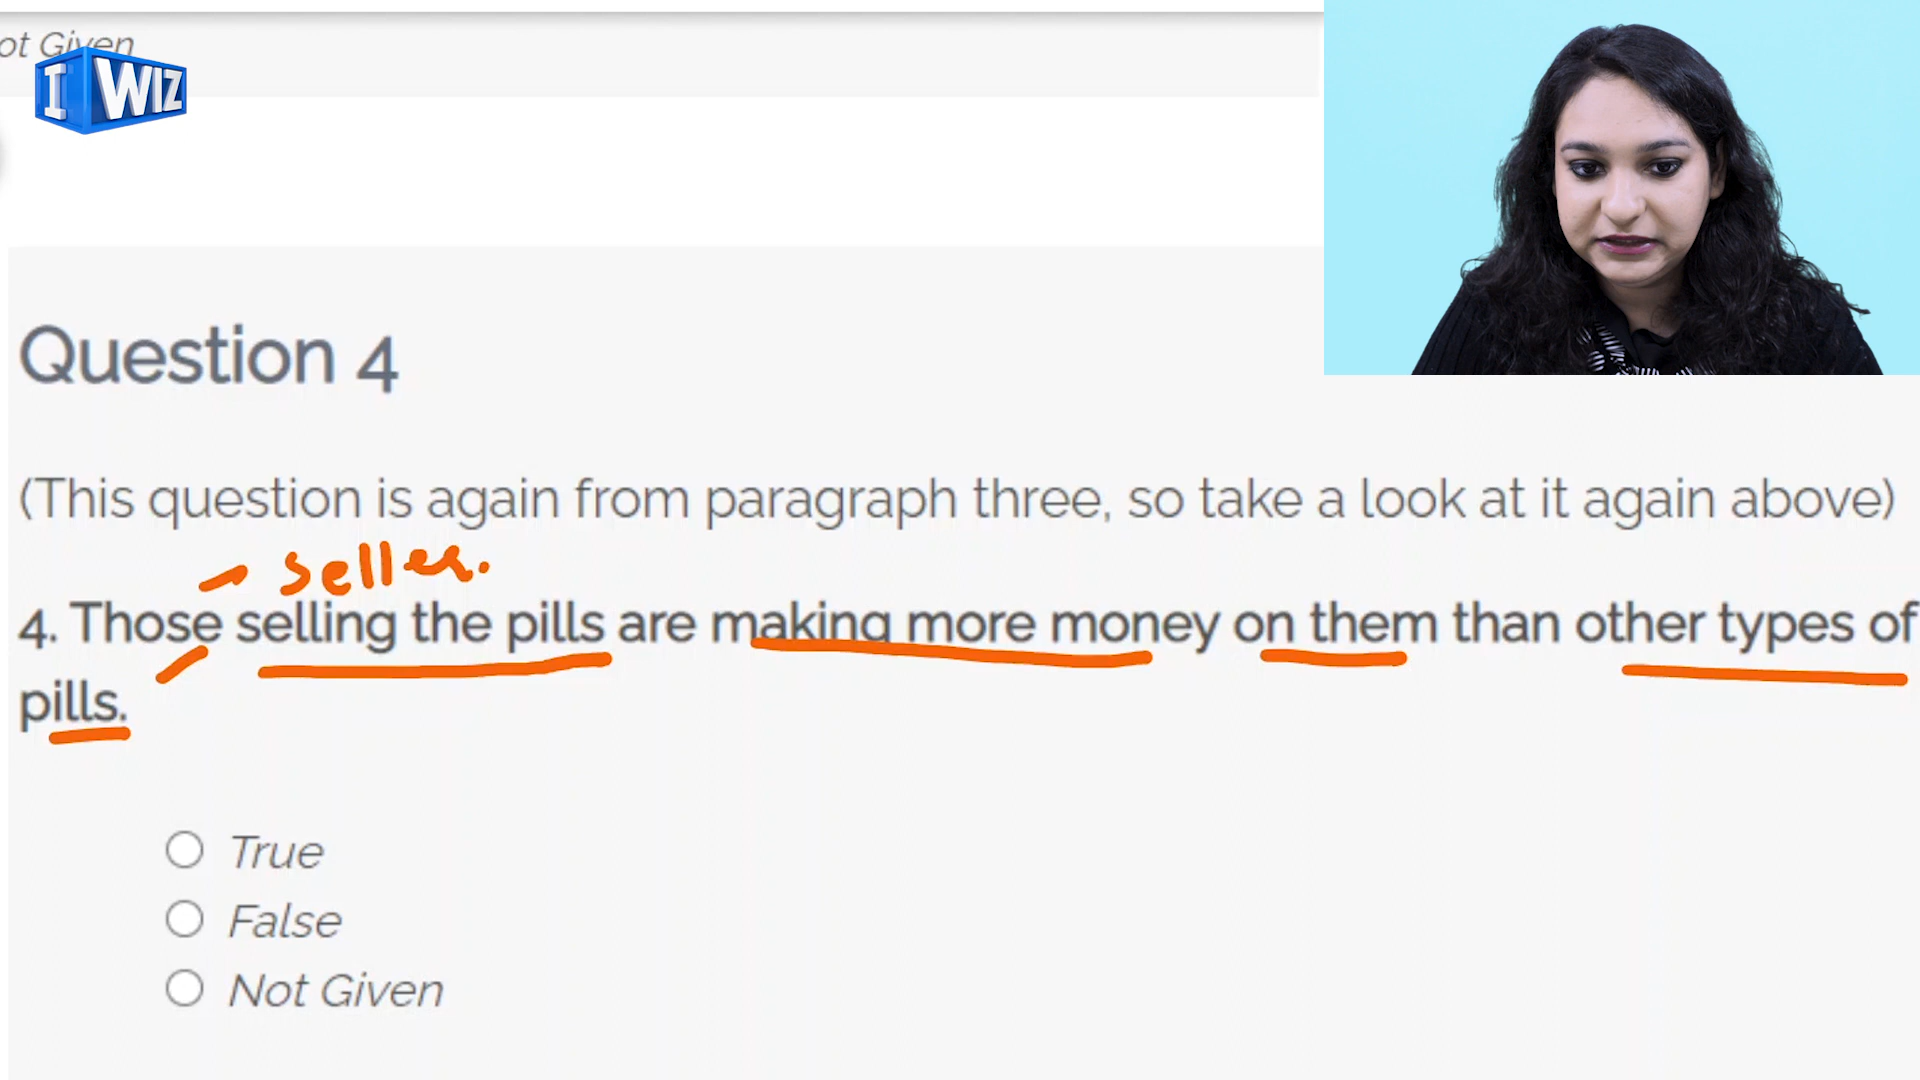 ot Given
I WIZ
Question 4
(This question is again from paragraph three, so take a look at it again above)
seller.
4. Those selling the pills are making more money on them than other types of
pills.
True
False
Not Given